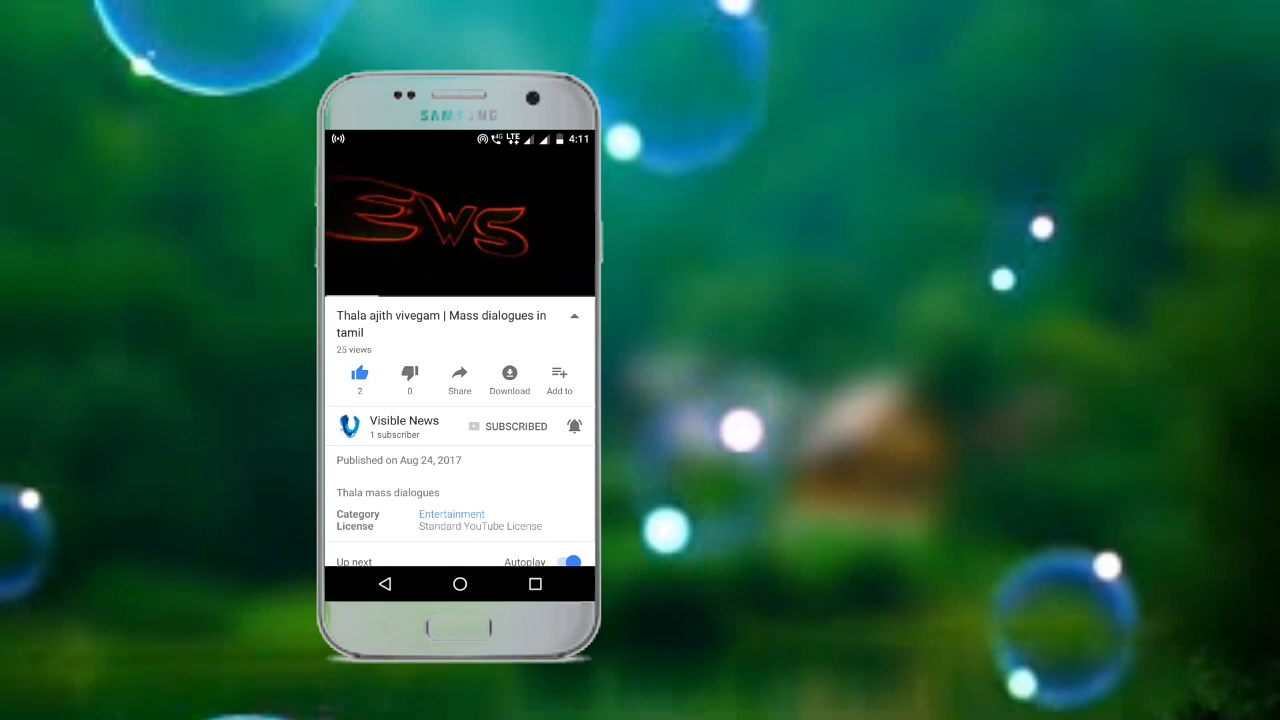 SAMSUNG
4G LTE 4:11
EWS
Thala ajith vivegam | Mass dialogues in
tamil
25 views
2 0 Share Download Add to
Visible News SUBSCRIBED
1 subscriber
Published on Aug 24, 2017
Thala mass dialogues
Category Entertainment
License Standard YouTube License
Up next Autoplay